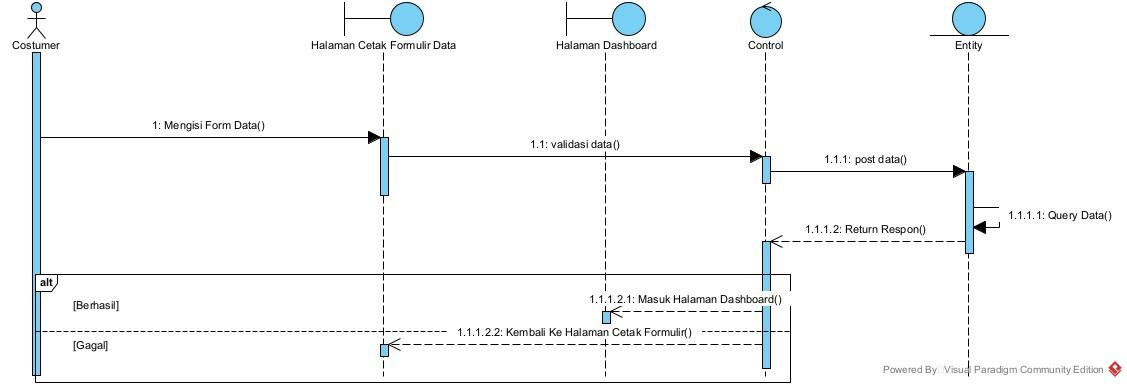 Costumer
Halaman Cetak Formulir Data
Halaman Dashboard
Control
Entity
1: Mengisi Form Data()
1.1: validasi data()
1.1.1: post data()
1.1.1.1: Query Data()
1.1.1.2: Return Respon()
alt
[Berhasil]
1.1.1.2.1: Masuk Halaman Dashboard()
1.1.1.2.2: Kembali Ke Halaman Cetak Formulir()
[Gagal]
Powered By Visual Paradigm Community Edition